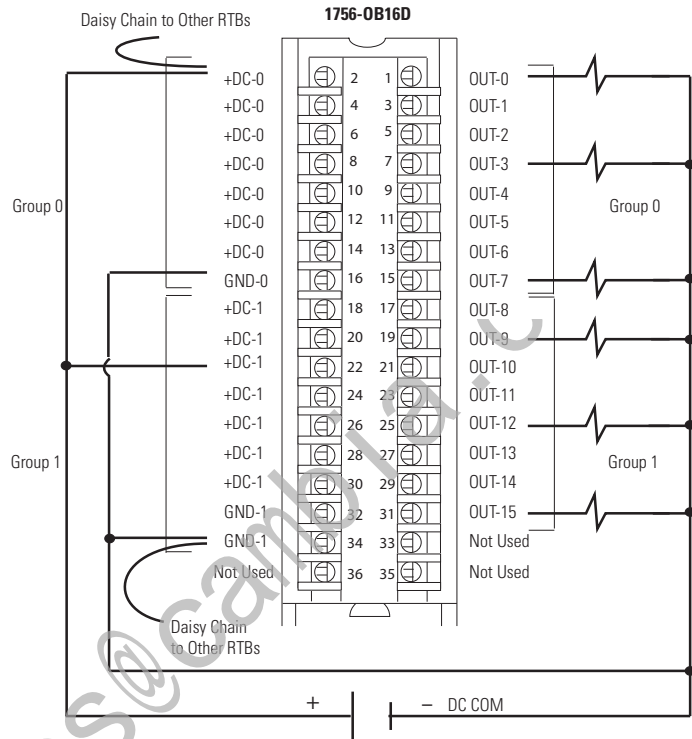 1756-OB16D
Daisy Chain to Other RTBs
+DC-0 2 1 OUT-0
+DC-0 4 3 OUT-1
+DC-0 6 5 OUT-2
+DC-0 8 7 OUT-3
+DC-0 10 9 OUT-4
Group 0 Group 0
+DC-0 12 11 OUT-5
+DC-0 14 13 OUT-6
GND-0 16 15 OUT-7
+DC-1 18 17 OUT-8
+DC-1 20 19 OUT-9
+DC-1 22 21 OUT-10
+DC-1 24 23 OUT-11
+DC-1 26 25 OUT-12
+DC-1 28 27 OUT-13
Group 1 Group 1
+DC-1 30 29 OUT-14
GND-1 32 31 OUT-15
GND-1 34 33 Not Used
Not Used 36 35 Not Used
Daisy Chain
to Other RTBs
+ – DC COM
s@cambia.c